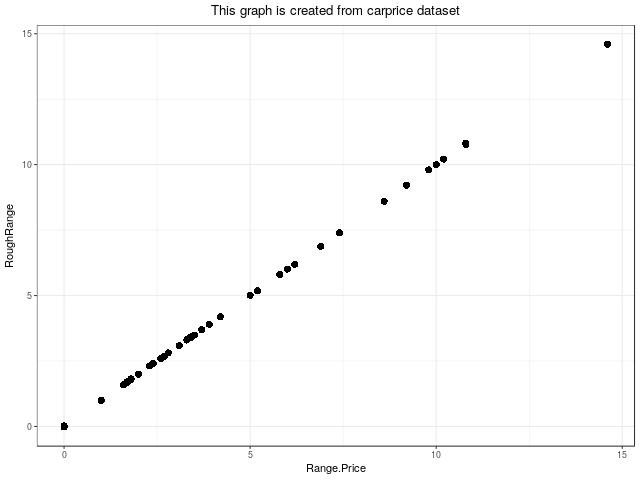 This graph is created from carprice dataset
15
10
5
0
RoughRange
0 5 10 15
Range.Price